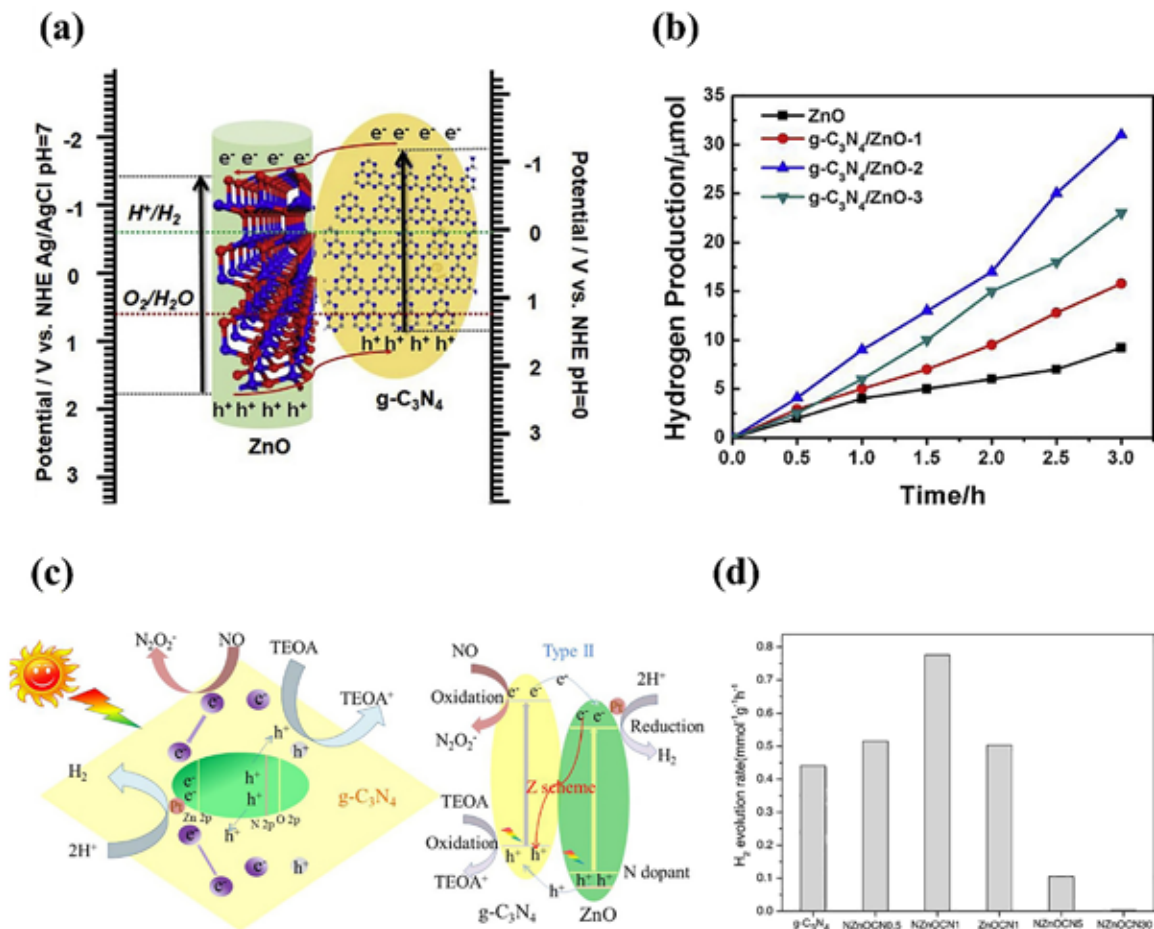 (a)
Potential / V vs. NHE Ag/AgCl pH=7
-2
-1
0
1
2
3
H⁺/H₂
O₂/H₂O
e⁻ e⁻ e⁻ e⁻
h⁺ h⁺ h⁺ h⁺
ZnO
e⁻ e⁻ e⁻ e⁻
h⁺ h⁺ h⁺ h⁺
g-C₃N₄
-1
0
1
2
3
Potential / V vs. NHE pH=0
(b)
Hydrogen Production/μmol
35
30
25
20
15
10
5
0
ZnO
g-C₃N₄/ZnO-1
g-C₃N₄/ZnO-2
g-C₃N₄/ZnO-3
0.0 0.5 1.0 1.5 2.0 2.5 3.0
Time/h
(c)
N₂O₂⁻ NO TEOA
TEOA⁺
e⁻ e⁻
e⁻ h⁺ h⁺
H₂
e⁻ h⁺
e⁻ h⁺
Pt Zn 2p N 2p O 2p
g-C₃N₄
2H⁺
e⁻ h⁺
e⁻ e⁻ h⁺
NO Type II
e⁻ 2H⁺
Oxidation e⁻ e⁻ Pt
e⁻ e⁻ Reduction
N₂O₂⁻ H₂
Z scheme
TEOA
Oxidation h⁺ h⁺
TEOA⁺ h⁺ h⁺ h⁺ N dopant
g-C₃N₄ ZnO
(d)
H₂ evolution rate(mmol⁻¹g⁻¹h⁻¹)
0.8
0.7
0.6
0.5
0.4
0.3
0.2
0.1
0.0
g-C₃N₄ NZnOCN0.5 NZnOCN1 ZnOCN1 NZnOCN5 NZnOCN30